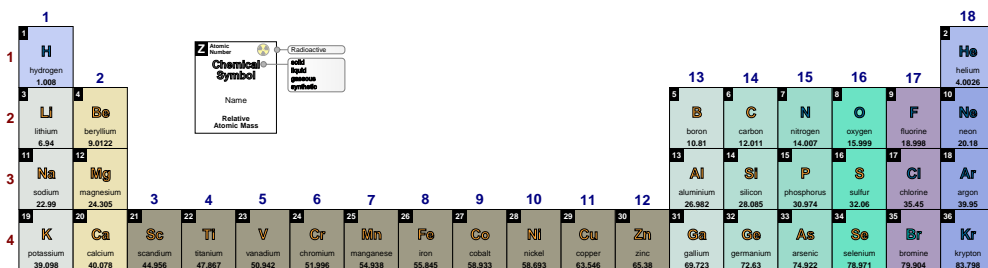 1
18
1
1
H
hydrogen
1.008
Z Atomic Number
Radioactive
Chemical Symbol
solid
liquid
gaseous
synthetic
Name
Relative Atomic Mass
2
He
helium
4.0026
2
13
14
15
16
17
2
3
Li
lithium
6.94
4
Be
beryllium
9.0122
5
B
boron
10.81
6
C
carbon
12.011
7
N
nitrogen
14.007
8
O
oxygen
15.999
9
F
fluorine
18.998
10
Ne
neon
20.18
3
11
Na
sodium
22.99
12
Mg
magnesium
24.305
13
Al
aluminium
26.982
14
Si
silicon
28.085
15
P
phosphorus
30.974
16
S
sulfur
32.06
17
Cl
chlorine
35.45
18
Ar
argon
39.95
3
4
5
6
7
8
9
10
11
12
4
19
K
potassium
39.098
20
Ca
calcium
40.078
21
Sc
scandium
44.956
22
Ti
titanium
47.867
23
V
vanadium
50.942
24
Cr
chromium
51.996
25
Mn
manganese
54.938
26
Fe
iron
55.845
27
Co
cobalt
58.933
28
Ni
nickel
58.693
29
Cu
copper
63.546
30
Zn
zinc
65.38
31
Ga
gallium
69.723
32
Ge
germanium
72.63
33
As
arsenic
74.922
34
Se
selenium
78.971
35
Br
bromine
79.904
36
Kr
krypton
83.798